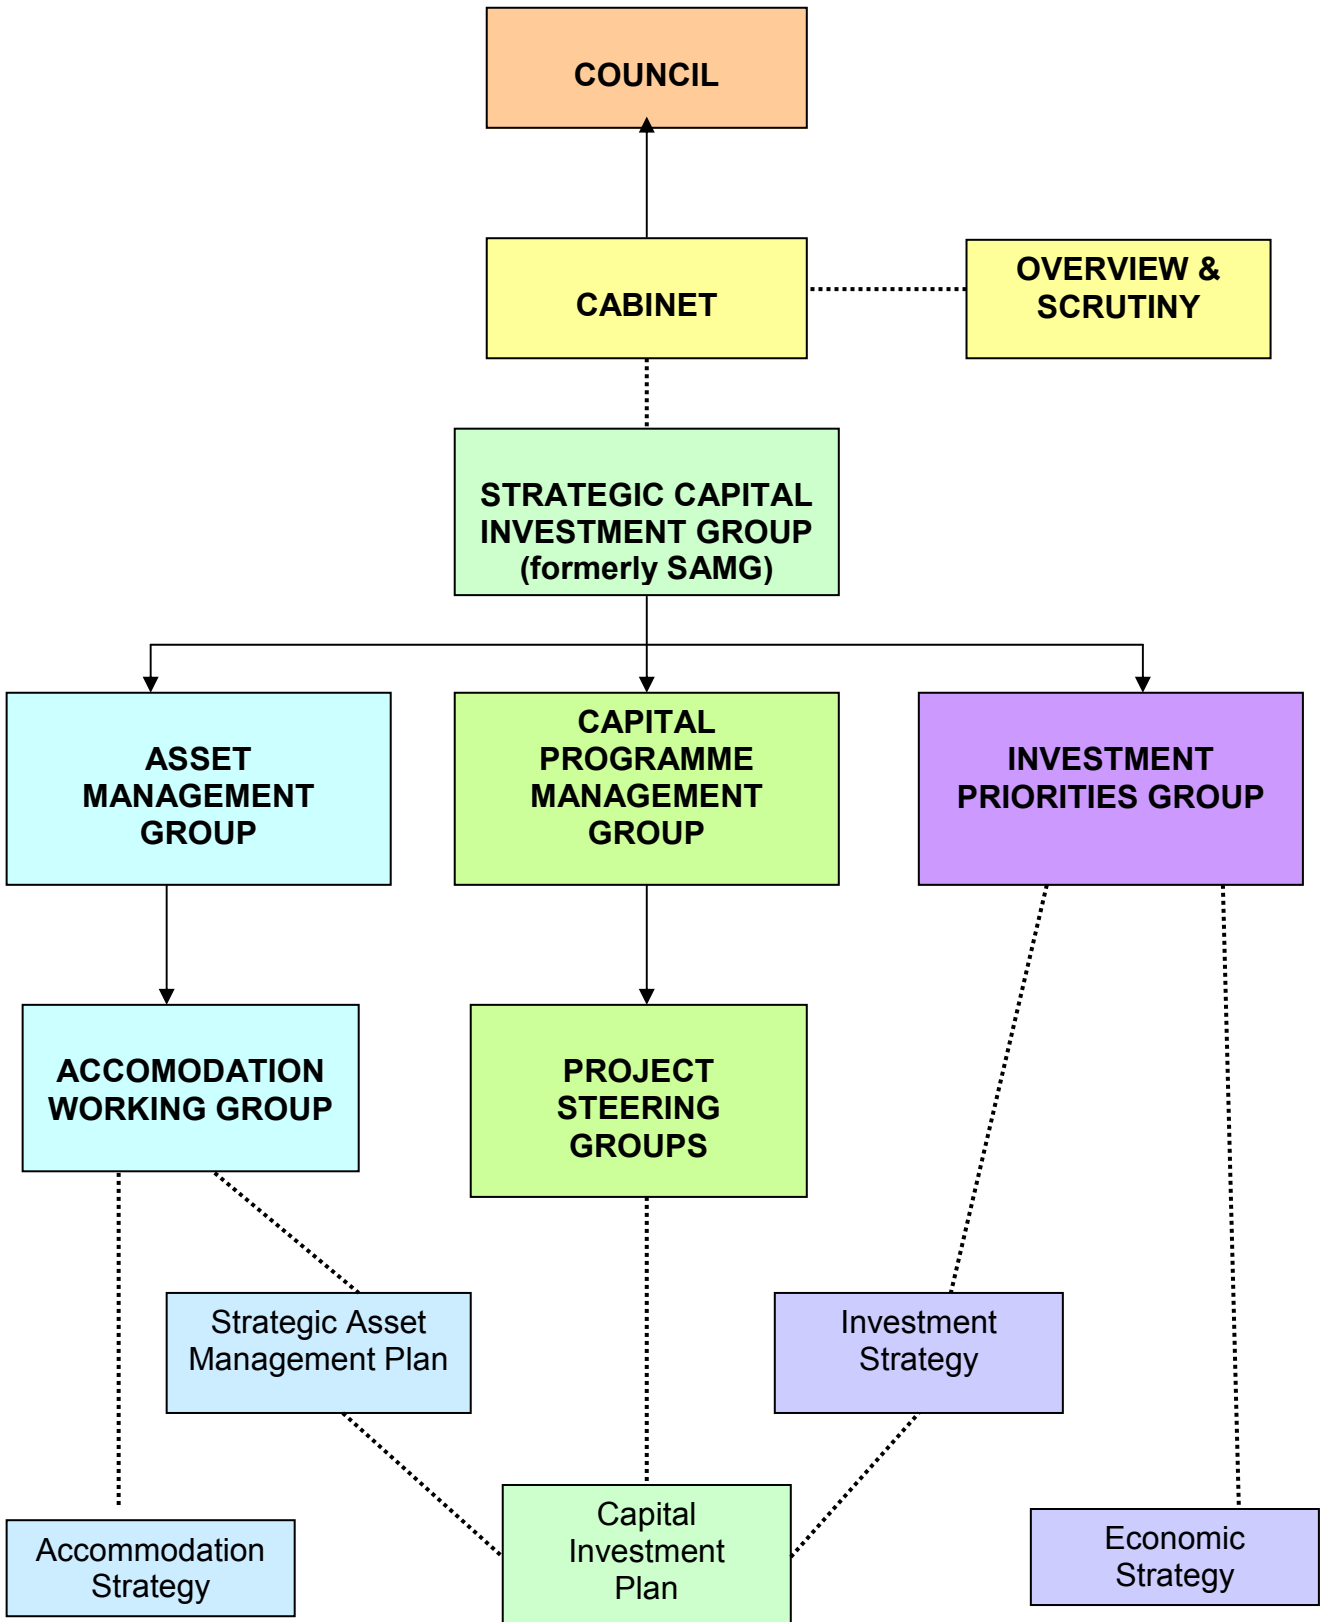 COUNCIL
CABINET
OVERVIEW &
SCRUTINY
STRATEGIC CAPITAL
INVESTMENT GROUP
(formerly SAMG)
ASSET
MANAGEMENT
GROUP
CAPITAL
PROGRAMME
MANAGEMENT
GROUP
INVESTMENT
PRIORITIES GROUP
ACCOMODATION
WORKING GROUP
PROJECT
STEERING
GROUPS
Strategic Asset
Management Plan
Investment
Strategy
Accommodation
Strategy
Capital
Investment
Plan
Economic
Strategy